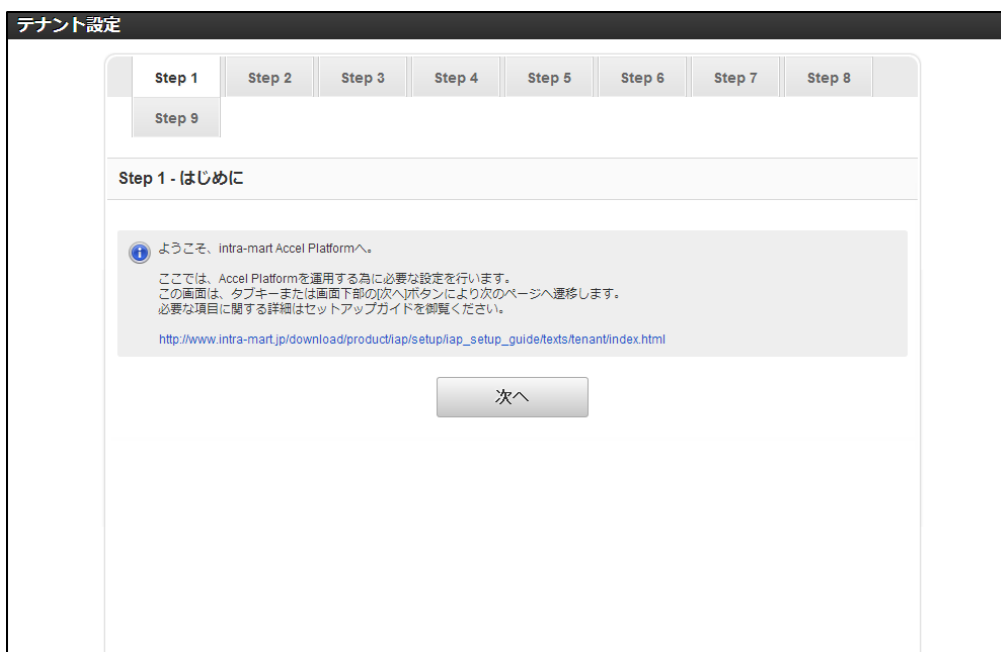 テナント設定
Step 1 Step 2 Step 3 Step 4 Step 5 Step 6 Step 7 Step 8
Step 9
Step 1 - はじめに
ようこそ、intra-mart Accel Platformへ。
ここでは、Accel Platformを運用する為に必要な設定を行います。
この画面は、タブキーまたは画面下部の[次へ]ボタンにより次のページへ遷移します。
必要な項目に関する詳細はセットアップガイドを御覧ください。
http://www.intra-mart.jp/download/product/iap/setup/iap_setup_guide/texts/tenant/index.html
次へ